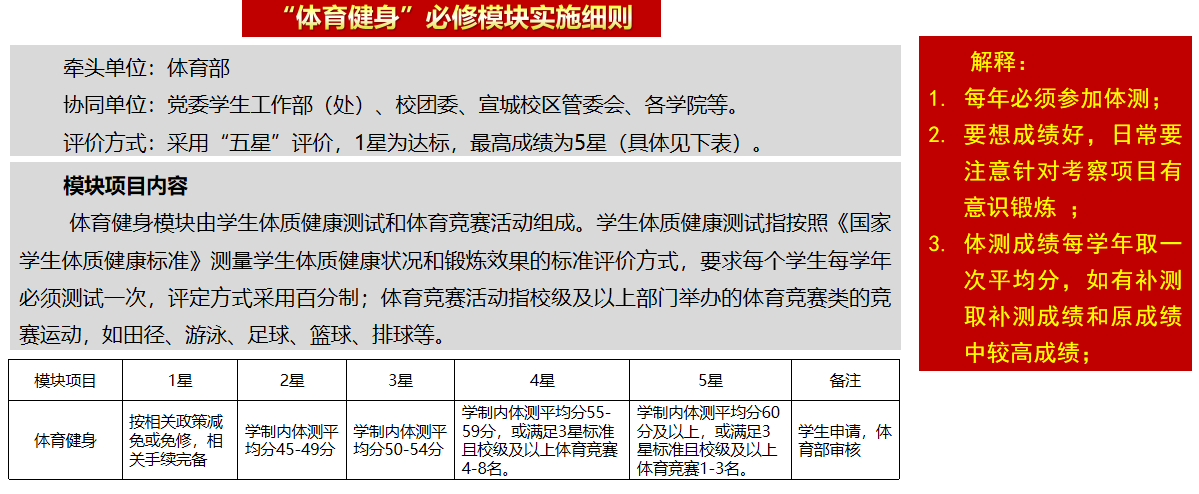 “体育健身”必修模块实施细则
牵头单位：体育部
协同单位：党委学生工作部（处）、校团委、宣城校区管委会、各学院等。
评价方式：采用“五星”评价，1星为达标，最高成绩为5星（具体见下表）。
模块项目内容
体育健身模块由学生体质健康测试和体育竞赛活动组成。学生体质健康测试指按照《国家
学生体质健康标准》测量学生体质健康状况和锻炼效果的标准评价方式，要求每个学生每学年
必须测试一次，评定方式采用百分制；体育竞赛活动指校级及以上部门举办的体育竞赛类的竞
赛运动，如田径、游泳、足球、篮球、排球等。
模块项目 1星 2星 3星 4星 5星 备注
体育健身
按相关政策减
免或免修，相
关手续完备
学制内体测平
均分45-49分
学制内体测平
均分50-54分
学制内体测平均分55-
59分，或满足3星标准
且校级及以上体育竞赛
4-8名。
学制内体测平均分60
分及以上，或满足3
星标准且校级及以上
体育竞赛1-3名。
学生申请，体
育部审核
解释：
1. 每年必须参加体测；
2. 要想成绩好，日常要
注意针对考察项目有
意识锻炼 ；
3. 体测成绩每学年取一
次平均分，如有补测
取补测成绩和原成绩
中较高成绩；